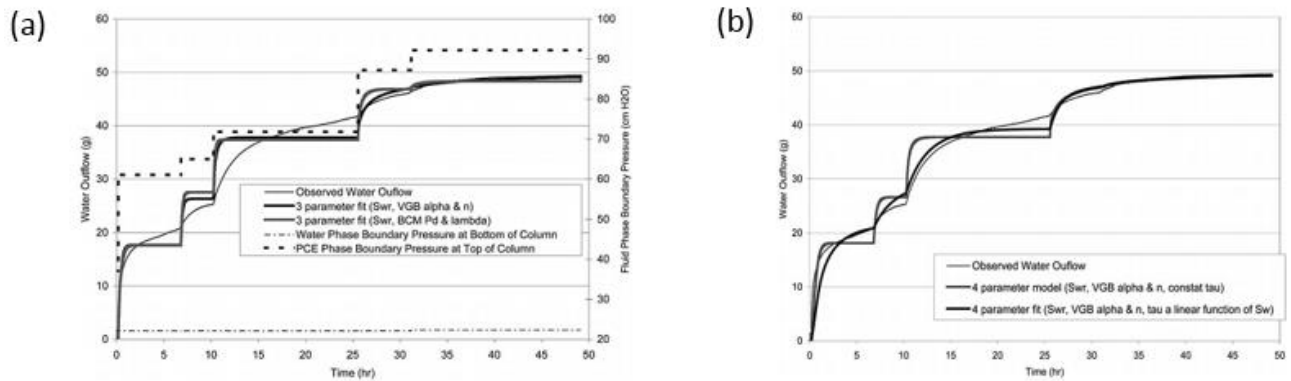 (a)
60
50
40
30
20
10
0
Water Outflow (g)
100
90
80
70
60
50
40
30
20
Fluid Phase Boundary Pressure (cm H2O)
Observed Water Outflow
3 parameter fit (Swr, VGB alpha & n)
3 parameter fit (Swr, BCM Pd & lambda)
Water Phase Boundary Pressure at Bottom of Column
PCE Phase Boundary Pressure at Top of Column
0 5 10 15 20 25 30 35 40 45 50
Time (hr)
(b)
60
50
40
30
20
10
0
Water Ouflow (g)
Observed Water Outflow
4 parameter model (Swr, VGB alpha & n, constat tau)
4 parameter fit (Swr, VGB alpha & n, tau a linear function of Sw)
0 5 10 15 20 25 30 35 40 45 50
Time (hr)